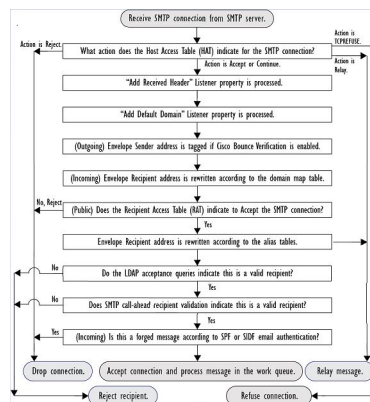 Receive SMTP connection from SMTP server.
Action is Reject.
Action is
TCPREFUSE.
What action does the Host Access Table (HAT) indicate for the SMTP connection?
Action is Accept or Continue.
Action is
Relay.
"Add Received Header" Listener property is processed.
"Add Default Domain" Listener property is processed.
(Outgoing) Envelope Sender address is tagged if Cisco Bounce Verification is enabled.
(Incoming) Envelope Recipient address is rewritten according to the domain map table.
No, Reject
(Public) Does the Recipient Access Table (RAT) indicate to Accept the SMTP connection?
Yes
Envelope Recipient address is rewritten according to the alias tables.
No
Do the LDAP acceptance queries indicate this is a valid recipient?
Yes
No
Does SMTP call-ahead recipient validation indicate this is a valid recipient?
Yes
Yes
(Incoming) Is this a forged message according to SPF or SIDF email authentication?
Drop connection.
Accept connection and process message in the work queue.
Relay message.
Reject recipient.
Refuse connection.